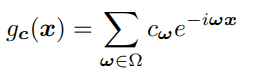 g_c(x) = ∑_{ω∈Ω} c_ω e^{-iωx}